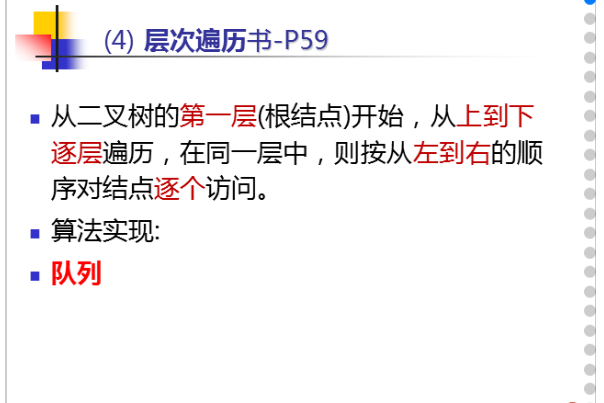 (4) 层次遍历书-P59
从二叉树的第一层(根结点)开始，从上到下
逐层遍历，在同一层中，则按从左到右的顺
序对结点逐个访问。
算法实现:
队列